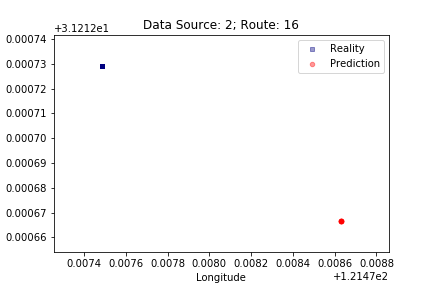 Data Source: 2; Route: 16
+3.1212e1
0.00074
0.00073
0.00072
0.00071
0.00070
0.00069
0.00068
0.00067
0.00066
Reality
Prediction
0.0074 0.0076 0.0078 0.0080 0.0082 0.0084 0.0086 0.0088
Longitude
+1.2147e2